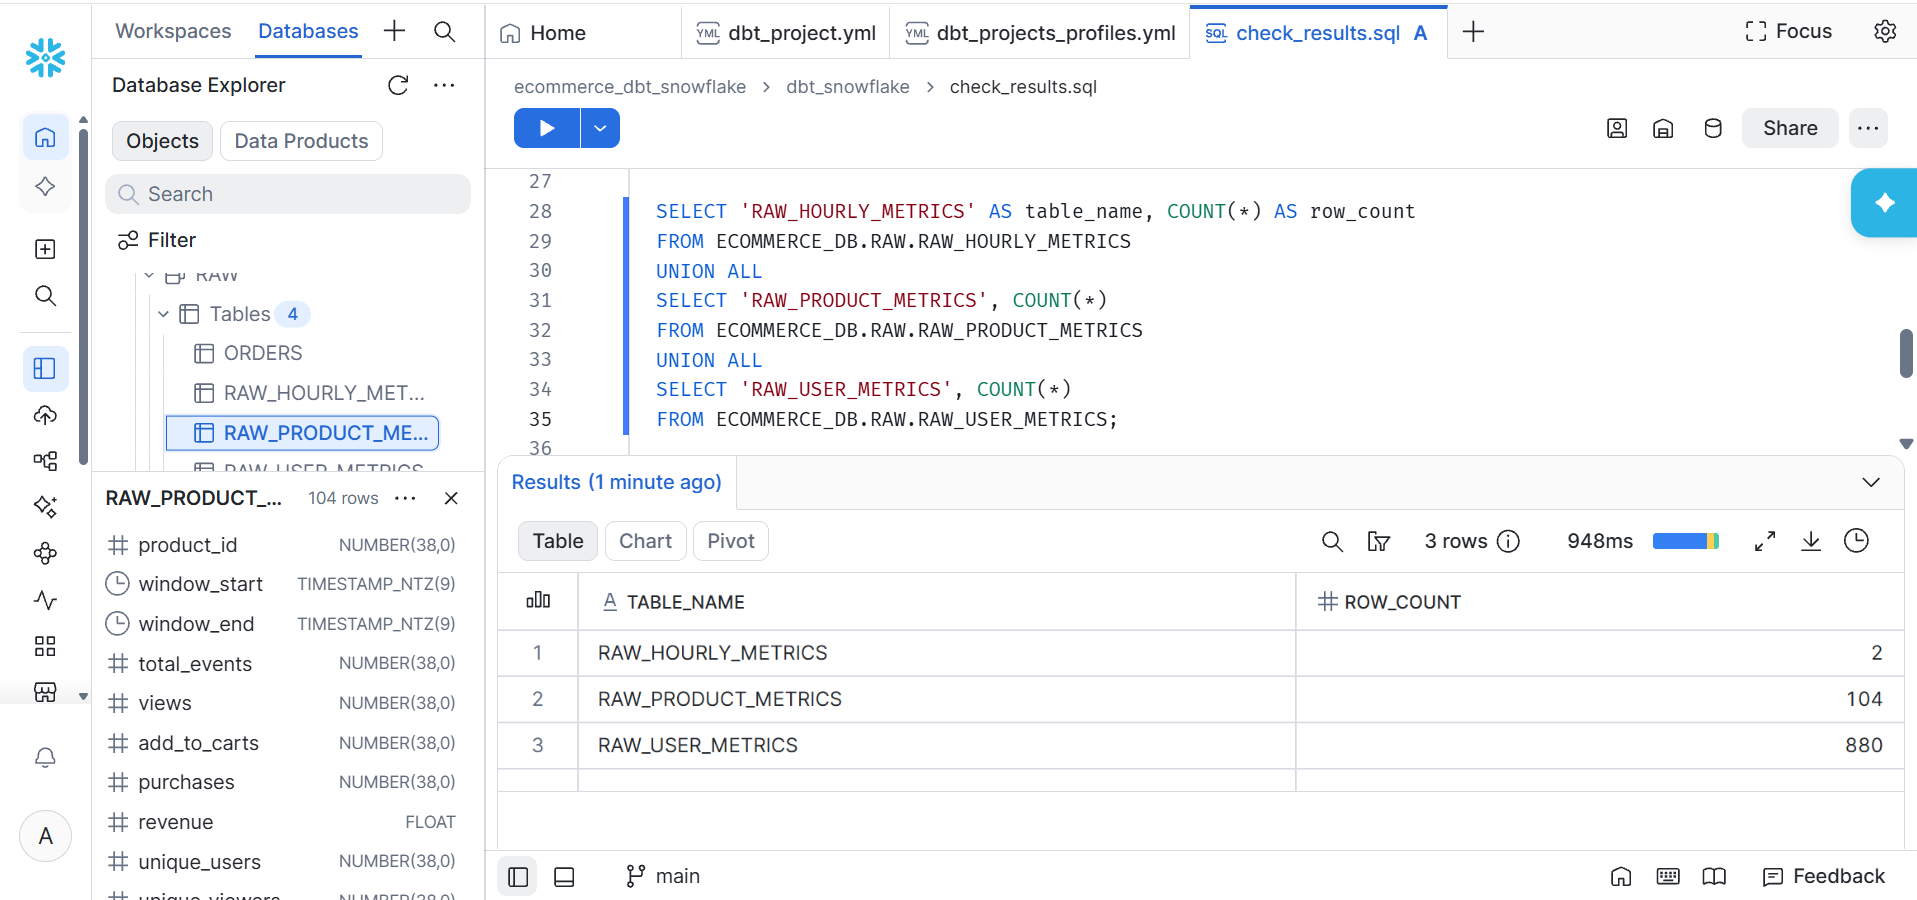 Workspaces Databases
Home
dbt_project.yml
dbt_projects_profiles.yml
check_results.sql A
Focus
Database Explorer
ecommerce_dbt_snowflake > dbt_snowflake > check_results.sql
Objects Data Products
Share
Search
Filter
RAW
Tables 4
ORDERS
RAW_HOURLY_MET...
RAW_PRODUCT_ME...
RAW_USER_METRICS
RAW_PRODUCT_... 104 rows
product_id NUMBER(38,0)
window_start TIMESTAMP_NTZ(9)
window_end TIMESTAMP_NTZ(9)
total_events NUMBER(38,0)
views NUMBER(38,0)
add_to_carts NUMBER(38,0)
purchases NUMBER(38,0)
revenue FLOAT
unique_users NUMBER(38,0)
unique_viewers NUMBER(38,0)
A
27
28 SELECT 'RAW_HOURLY_METRICS' AS table_name, COUNT(*) AS row_count
29 FROM ECOMMERCE_DB.RAW.RAW_HOURLY_METRICS
30 UNION ALL
31 SELECT 'RAW_PRODUCT_METRICS', COUNT(*)
32 FROM ECOMMERCE_DB.RAW.RAW_PRODUCT_METRICS
33 UNION ALL
34 SELECT 'RAW_USER_METRICS', COUNT(*)
35 FROM ECOMMERCE_DB.RAW.RAW_USER_METRICS;
36
Results (1 minute ago)
Table Chart Pivot
3 rows 948ms
TABLE_NAME ROW_COUNT
1 RAW_HOURLY_METRICS 2
2 RAW_PRODUCT_METRICS 104
3 RAW_USER_METRICS 880
main
Feedback